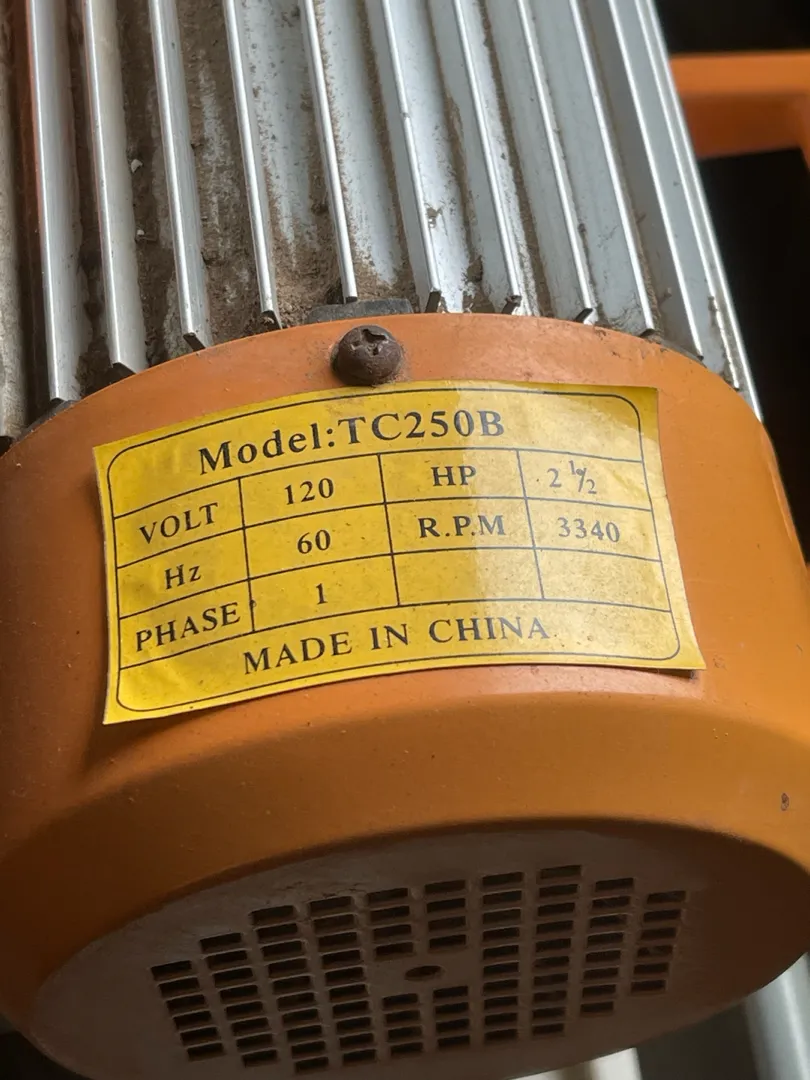 Model:TC250B
VOLT 120 HP 2 1/2
Hz 60 R.P.M 3340
PHASE 1
MADE IN CHINA